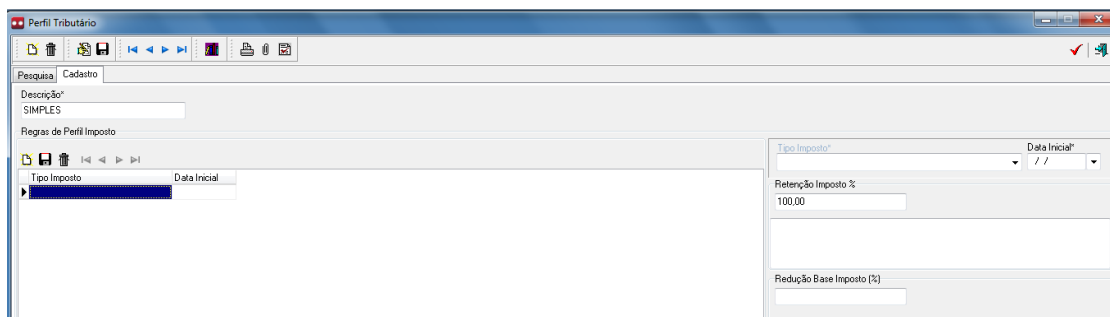 Perfil Tributário
Pesquisa Cadastro
Descrição*
SIMPLES
Regras de Perfil Imposto
Tipo Imposto* Data Inicial*
/ /
Tipo Imposto Data Inicial
Retenção Imposto %
100,00
Redução Base Imposto (%)